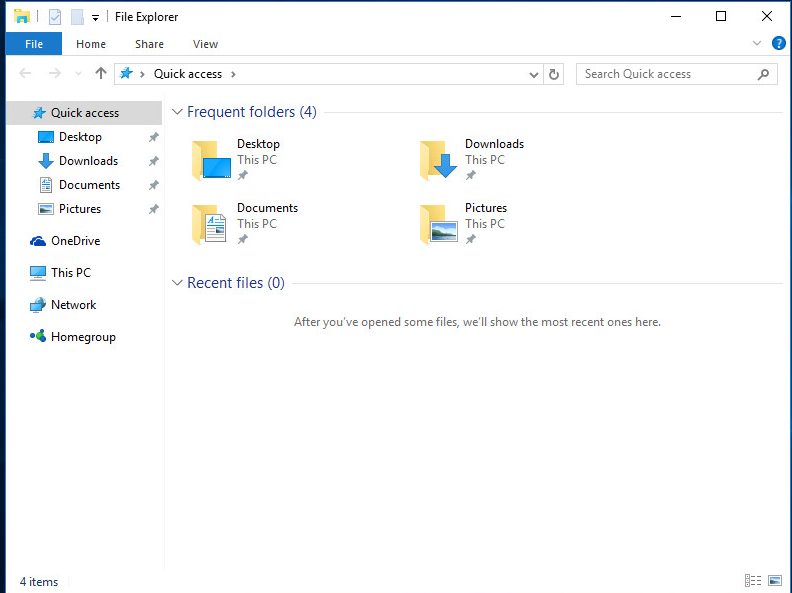 File Explorer
File Home Share View
?
Quick access
Search Quick access
Quick access
Desktop
Downloads
Documents
Pictures
OneDrive
This PC
Network
Homegroup
Frequent folders (4)
Desktop
This PC
Downloads
This PC
Documents
This PC
Pictures
This PC
Recent files (0)
After you've opened some files, we'll show the most recent ones here.
4 items